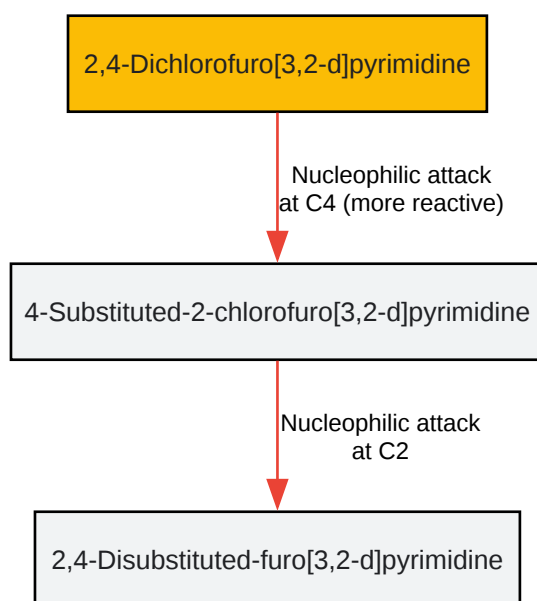 2,4-Dichlorofuro[3,2-d]pyrimidine
Nucleophilic attack
at C4 (more reactive)
4-Substituted-2-chlorofuro[3,2-d]pyrimidine
Nucleophilic attack
at C2
2,4-Disubstituted-furo[3,2-d]pyrimidine